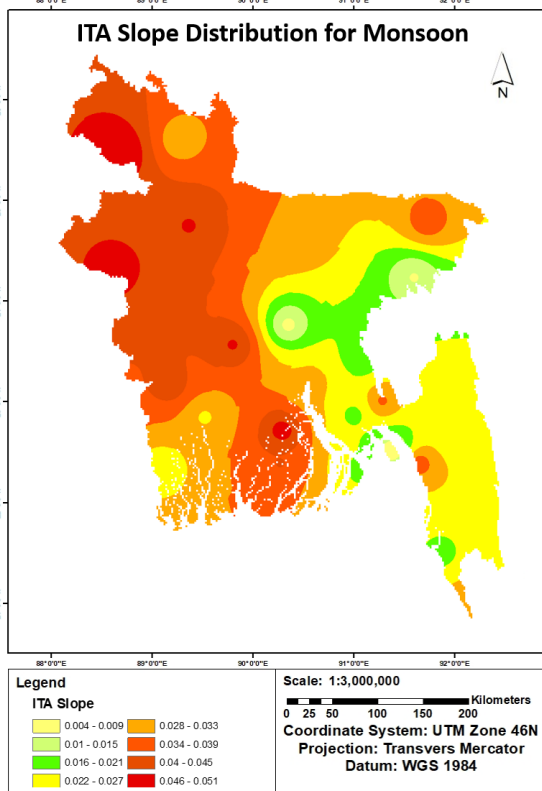 ITA Slope Distribution for Monsoon
N
88°0'0"E 89°0'0"E 90°0'0"E 91°0'0"E 92°0'0"E
Legend
ITA Slope
0.004 - 0.009
0.01 - 0.015
0.016 - 0.021
0.022 - 0.027
0.028 - 0.033
0.034 - 0.039
0.04 - 0.045
0.046 - 0.051
Scale: 1:3,000,000
Kilometers
0 25 50 100 150 200
Coordinate System: UTM Zone 46N
Projection: Transvers Mercator
Datum: WGS 1984